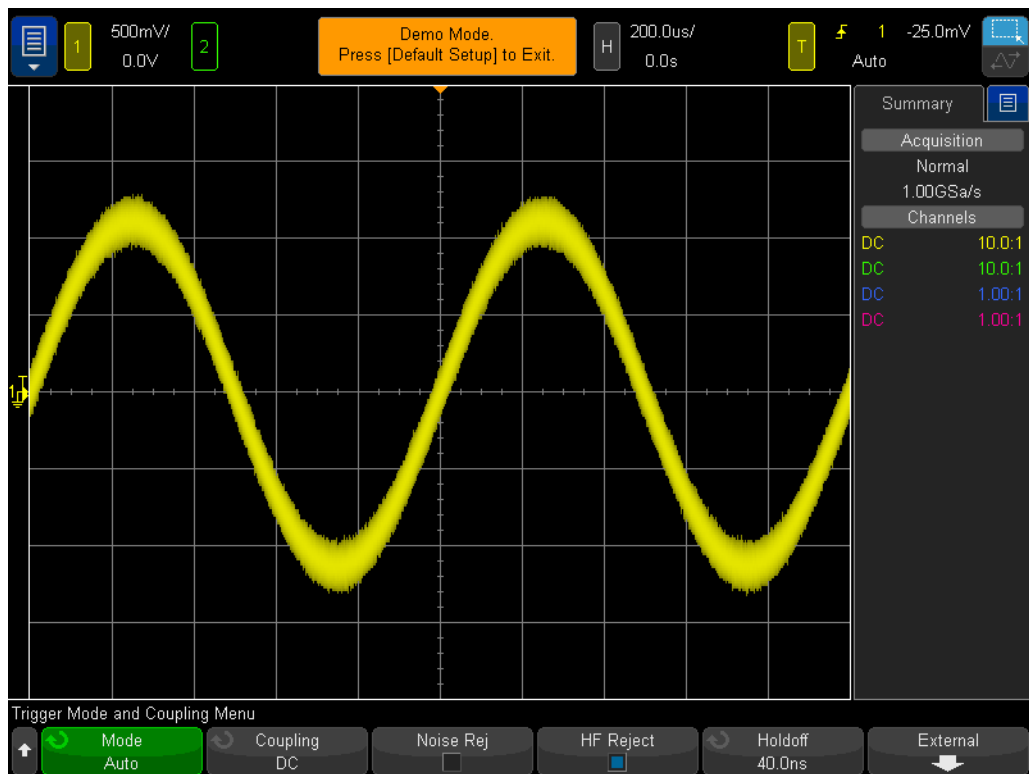 1
500mV/
0.0V
2
Demo Mode.
Press [Default Setup] to Exit.
H
200.0us/
0.0s
T
1
-25.0mV
Auto
Summary
Acquisition
Normal
1.00GSa/s
Channels
DC 10.0:1
DC 10.0:1
DC 1.00:1
DC 1.00:1
T
1
Trigger Mode and Coupling Menu
Mode
Auto
Coupling
DC
Noise Rej
HF Reject
Holdoff
40.0ns
External